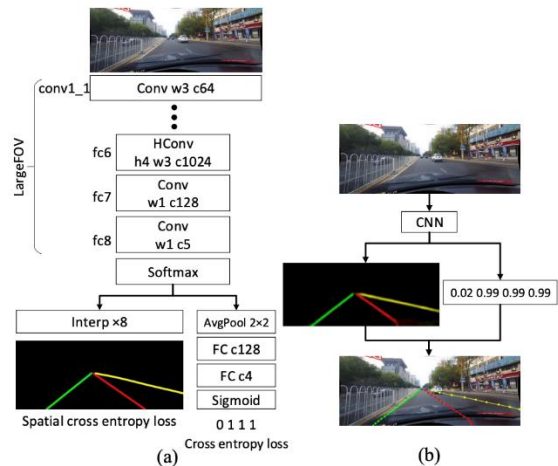 conv1_1
Conv w3 c64
LargeFOV
fc6
HConv
h4 w3 c1024
fc7
Conv
w1 c128
fc8
Conv
w1 c5
Softmax
Interp ×8
AvgPool 2×2
FC c128
FC c4
Sigmoid
0 1 1 1
Spatial cross entropy loss
Cross entropy loss
(a)
CNN
0.02 0.99 0.99 0.99
(b)